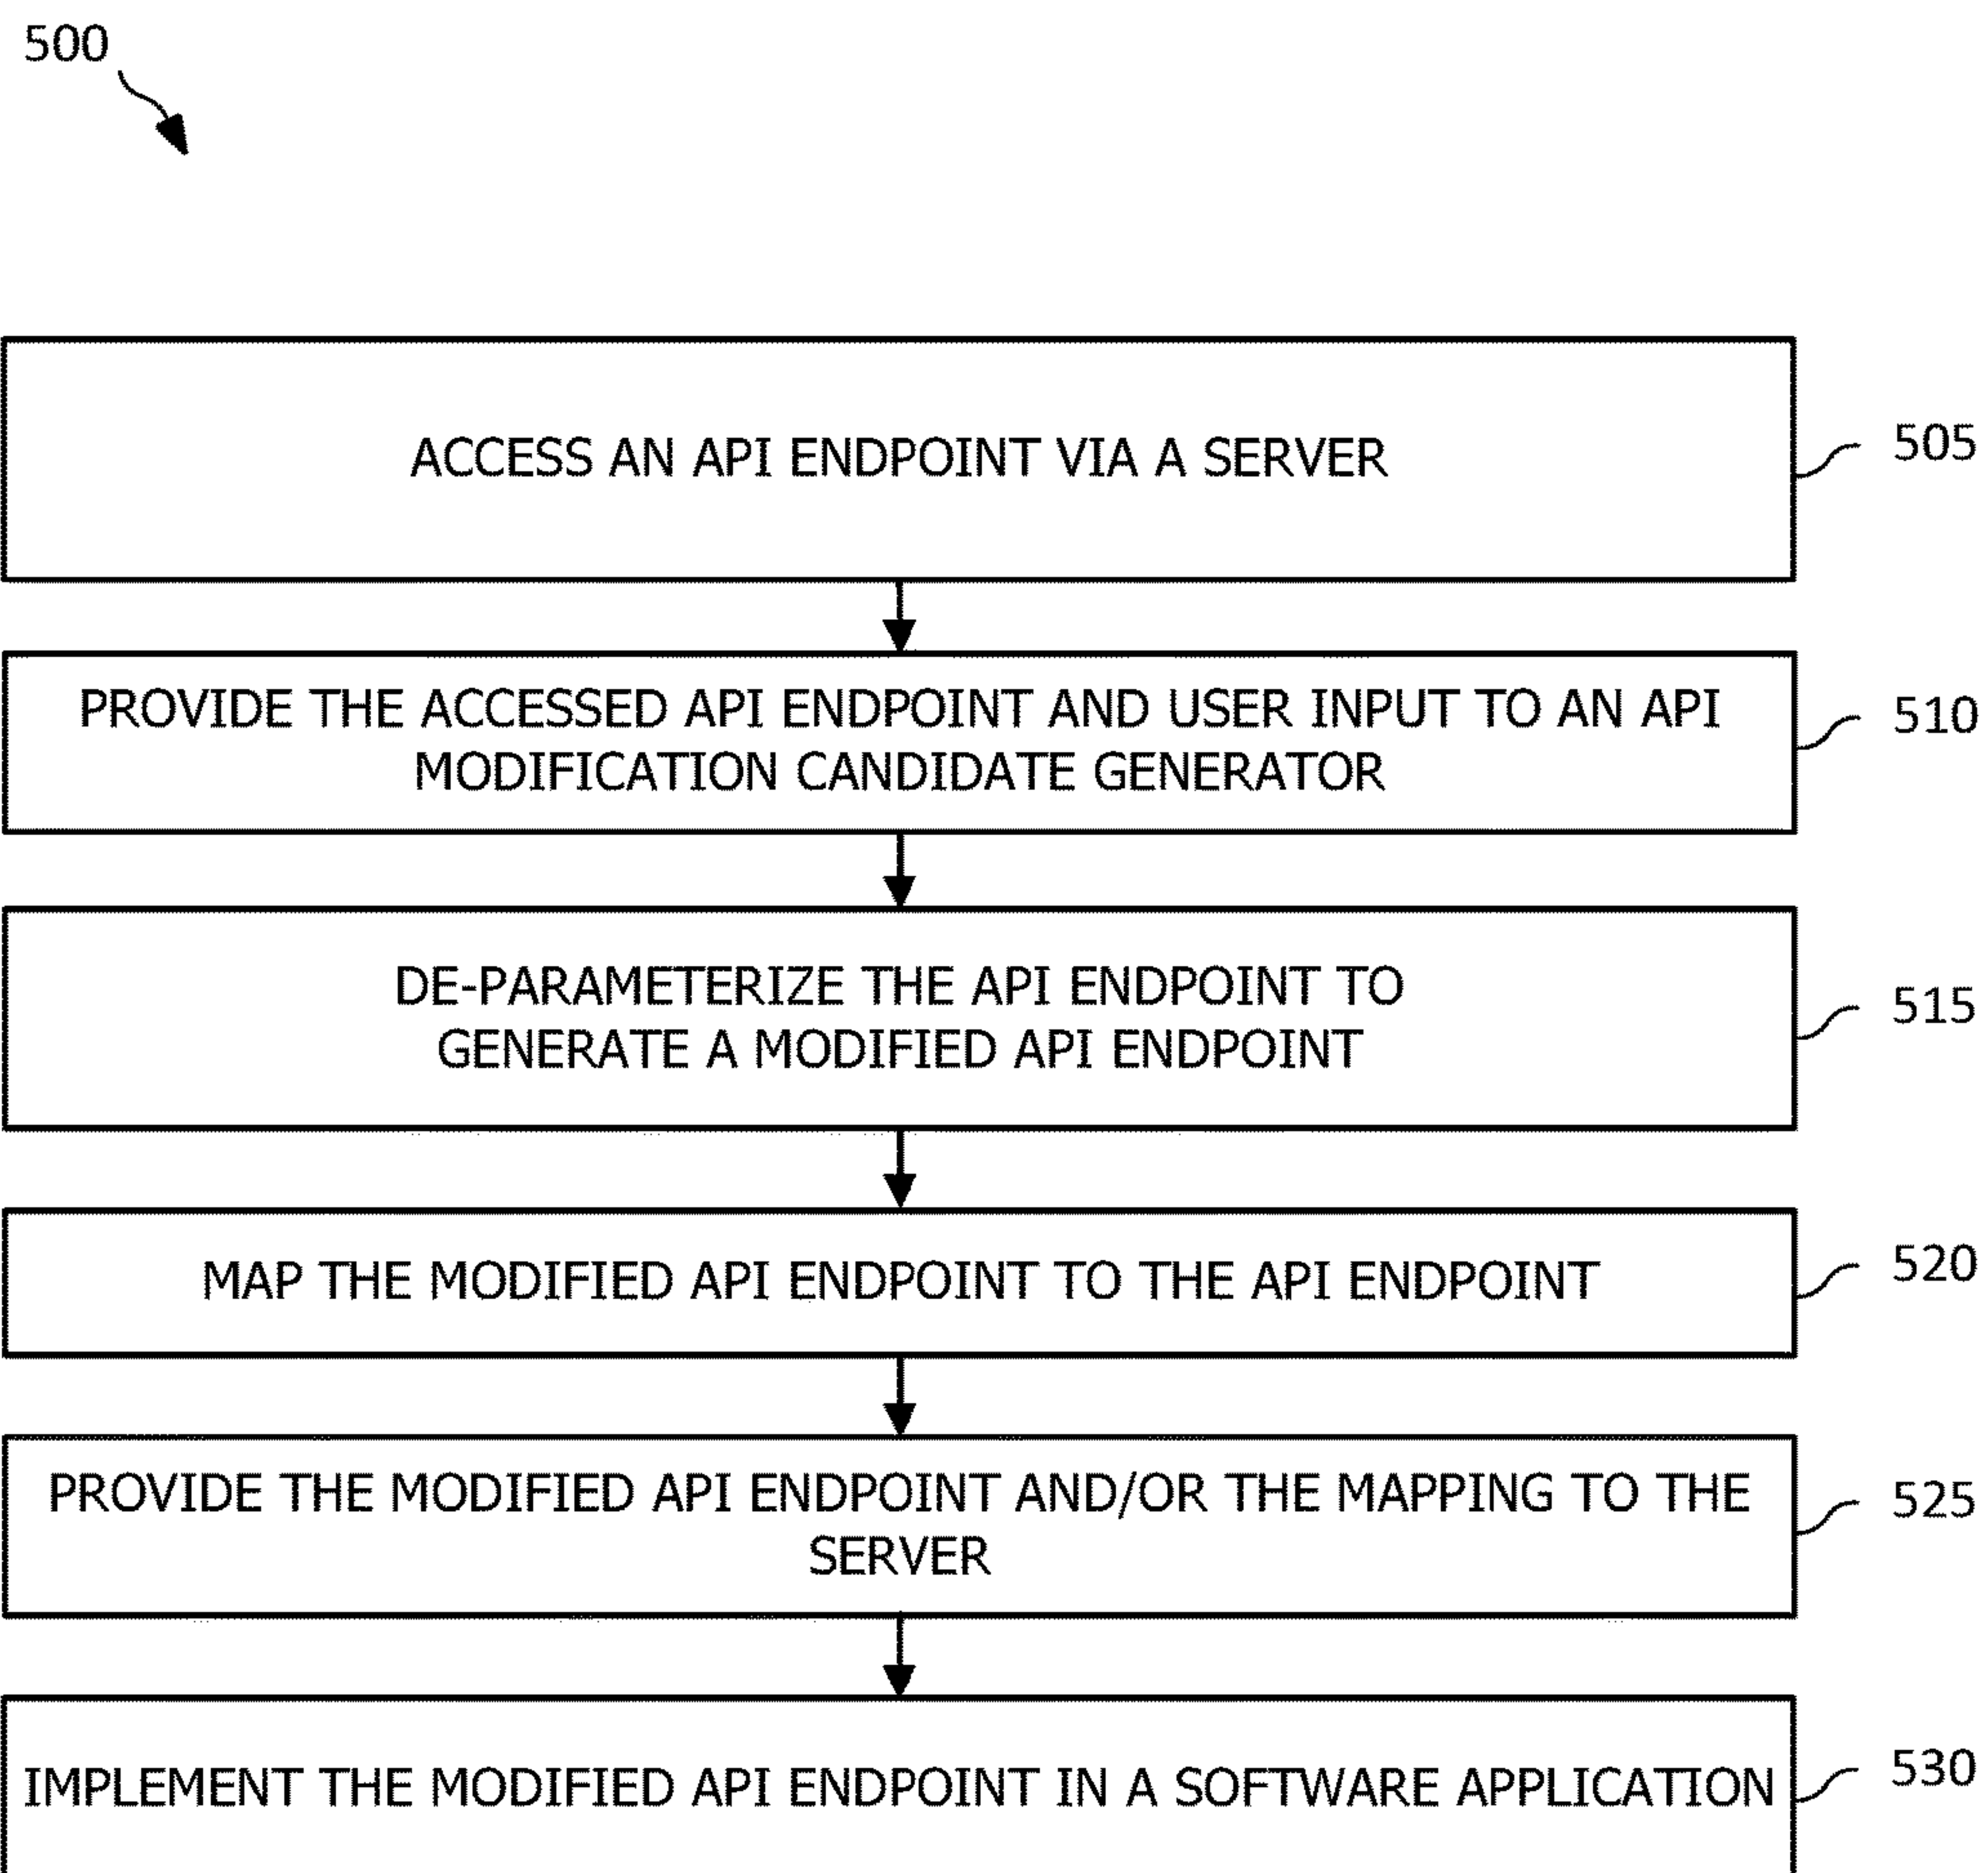 500
ACCESS AN API ENDPOINT VIA A SERVER
505
PROVIDE THE ACCESSED API ENDPOINT AND USER INPUT TO AN API
MODIFICATION CANDIDATE GENERATOR
510
DE-PARAMETERIZE THE API ENDPOINT TO
GENERATE A MODIFIED API ENDPOINT
515
MAP THE MODIFIED API ENDPOINT TO THE API ENDPOINT
520
PROVIDE THE MODIFIED API ENDPOINT AND/OR THE MAPPING TO THE
SERVER
525
IMPLEMENT THE MODIFIED API ENDPOINT IN A SOFTWARE APPLICATION
530